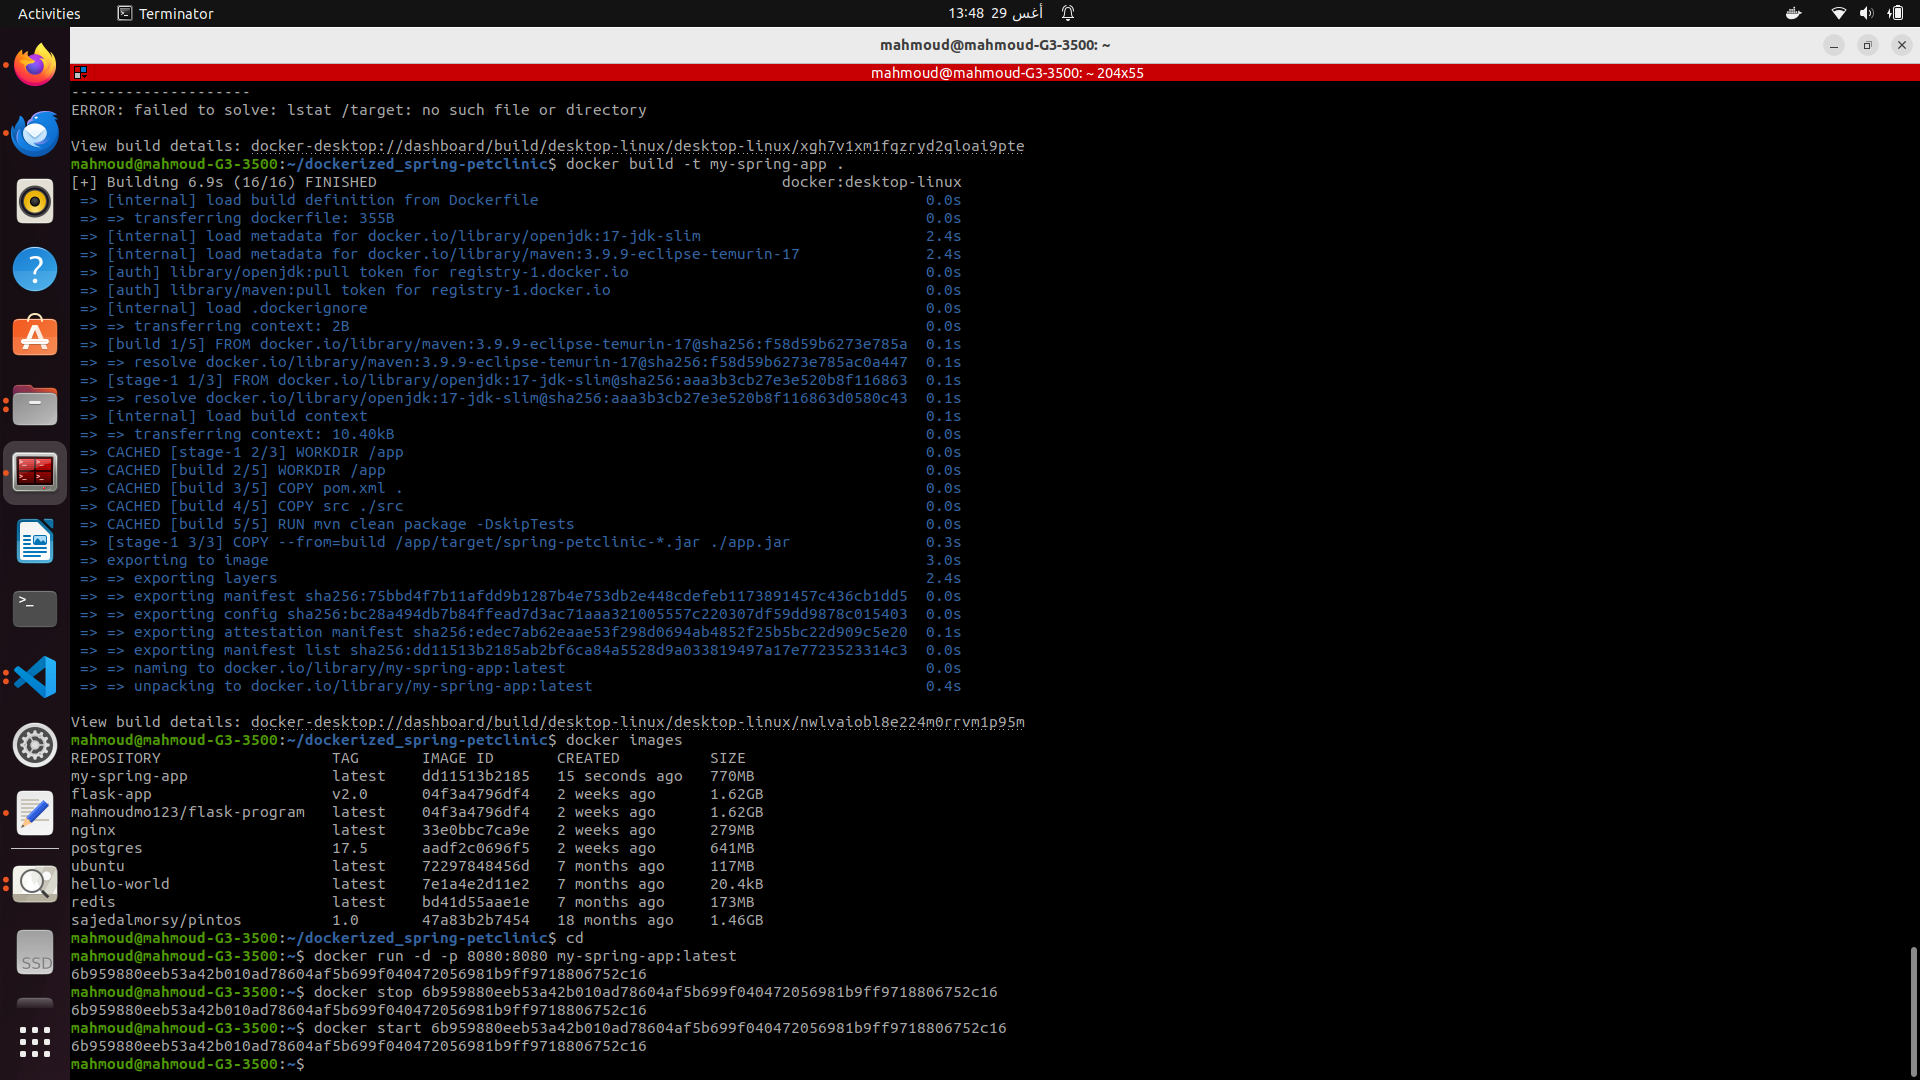 Activities
Terminator
13:48 29 أغس
mahmoud@mahmoud-G3-3500: ~
mahmoud@mahmoud-G3-3500: ~ 204x55
--------------------
ERROR: failed to solve: lstat /target: no such file or directory
View build details: docker-desktop://dashboard/build/desktop-linux/desktop-linux/xgh7v1xm1fqzryd2qloai9pte
mahmoud@mahmoud-G3-3500:~/dockerized_spring-petclinic$ docker build -t my-spring-app .
[+] Building 6.9s (16/16) FINISHED docker:desktop-linux
=> [internal] load build definition from Dockerfile 0.0s
=> => transferring dockerfile: 355B 0.0s
=> [internal] load metadata for docker.io/library/openjdk:17-jdk-slim 2.4s
=> [internal] load metadata for docker.io/library/maven:3.9.9-eclipse-temurin-17 2.4s
=> [auth] library/openjdk:pull token for registry-1.docker.io 0.0s
=> [auth] library/maven:pull token for registry-1.docker.io 0.0s
=> [internal] load .dockerignore 0.0s
=> => transferring context: 2B 0.0s
=> [build 1/5] FROM docker.io/library/maven:3.9.9-eclipse-temurin-17@sha256:f58d59b6273e785a 0.1s
=> => resolve docker.io/library/maven:3.9.9-eclipse-temurin-17@sha256:f58d59b6273e785ac0a447 0.1s
=> [stage-1 1/3] FROM docker.io/library/openjdk:17-jdk-slim@sha256:aaa3b3cb27e3e520b8f116863 0.1s
=> => resolve docker.io/library/openjdk:17-jdk-slim@sha256:aaa3b3cb27e3e520b8f116863d0580c43 0.1s
=> [internal] load build context 0.1s
=> => transferring context: 10.40kB 0.0s
=> CACHED [stage-1 2/3] WORKDIR /app 0.0s
=> CACHED [build 2/5] WORKDIR /app 0.0s
=> CACHED [build 3/5] COPY pom.xml . 0.0s
=> CACHED [build 4/5] COPY src ./src 0.0s
=> CACHED [build 5/5] RUN mvn clean package -DskipTests 0.0s
=> [stage-1 3/3] COPY --from=build /app/target/spring-petclinic-*.jar ./app.jar 0.3s
=> exporting to image 3.0s
=> => exporting layers 2.4s
=> => exporting manifest sha256:75bbd4f7b11afdd9b1287b4e753db2e448cdefeb1173891457c436cb1dd5 0.0s
=> => exporting config sha256:bc28a494db7b84ffead7d3ac71aaa321005557c220307df59dd9878c015403 0.0s
=> => exporting attestation manifest sha256:edec7ab62eaae53f298d0694ab4852f25b5bc22d909c5e20 0.1s
=> => exporting manifest list sha256:dd11513b2185ab2bf6ca84a5528d9a033819497a17e7723523314c3 0.0s
=> => naming to docker.io/library/my-spring-app:latest 0.0s
=> => unpacking to docker.io/library/my-spring-app:latest 0.4s
View build details: docker-desktop://dashboard/build/desktop-linux/desktop-linux/nwlvaiobl8e224m0rrvm1p95m
mahmoud@mahmoud-G3-3500:~/dockerized_spring-petclinic$ docker images
REPOSITORY TAG IMAGE ID CREATED SIZE
my-spring-app latest dd11513b2185 15 seconds ago 770MB
flask-app v2.0 04f3a4796df4 2 weeks ago 1.62GB
mahmoudmo123/flask-program latest 04f3a4796df4 2 weeks ago 1.62GB
nginx latest 33e0bbc7ca9e 2 weeks ago 279MB
postgres 17.5 aadf2c0696f5 2 weeks ago 641MB
ubuntu latest 72297848456d 7 months ago 117MB
hello-world latest 7e1a4e2d11e2 7 months ago 20.4kB
redis latest bd41d55aae1e 7 months ago 173MB
sajedalmorsy/pintos 1.0 47a83b2b7454 18 months ago 1.46GB
mahmoud@mahmoud-G3-3500:~/dockerized_spring-petclinic$ cd
mahmoud@mahmoud-G3-3500:~$ docker run -d -p 8080:8080 my-spring-app:latest
6b959880eeb53a42b010ad78604af5b699f040472056981b9ff9718806752c16
mahmoud@mahmoud-G3-3500:~$ docker stop 6b959880eeb53a42b010ad78604af5b699f040472056981b9ff9718806752c16
6b959880eeb53a42b010ad78604af5b699f040472056981b9ff9718806752c16
mahmoud@mahmoud-G3-3500:~$ docker start 6b959880eeb53a42b010ad78604af5b699f040472056981b9ff9718806752c16
6b959880eeb53a42b010ad78604af5b699f040472056981b9ff9718806752c16
mahmoud@mahmoud-G3-3500:~$
SSD